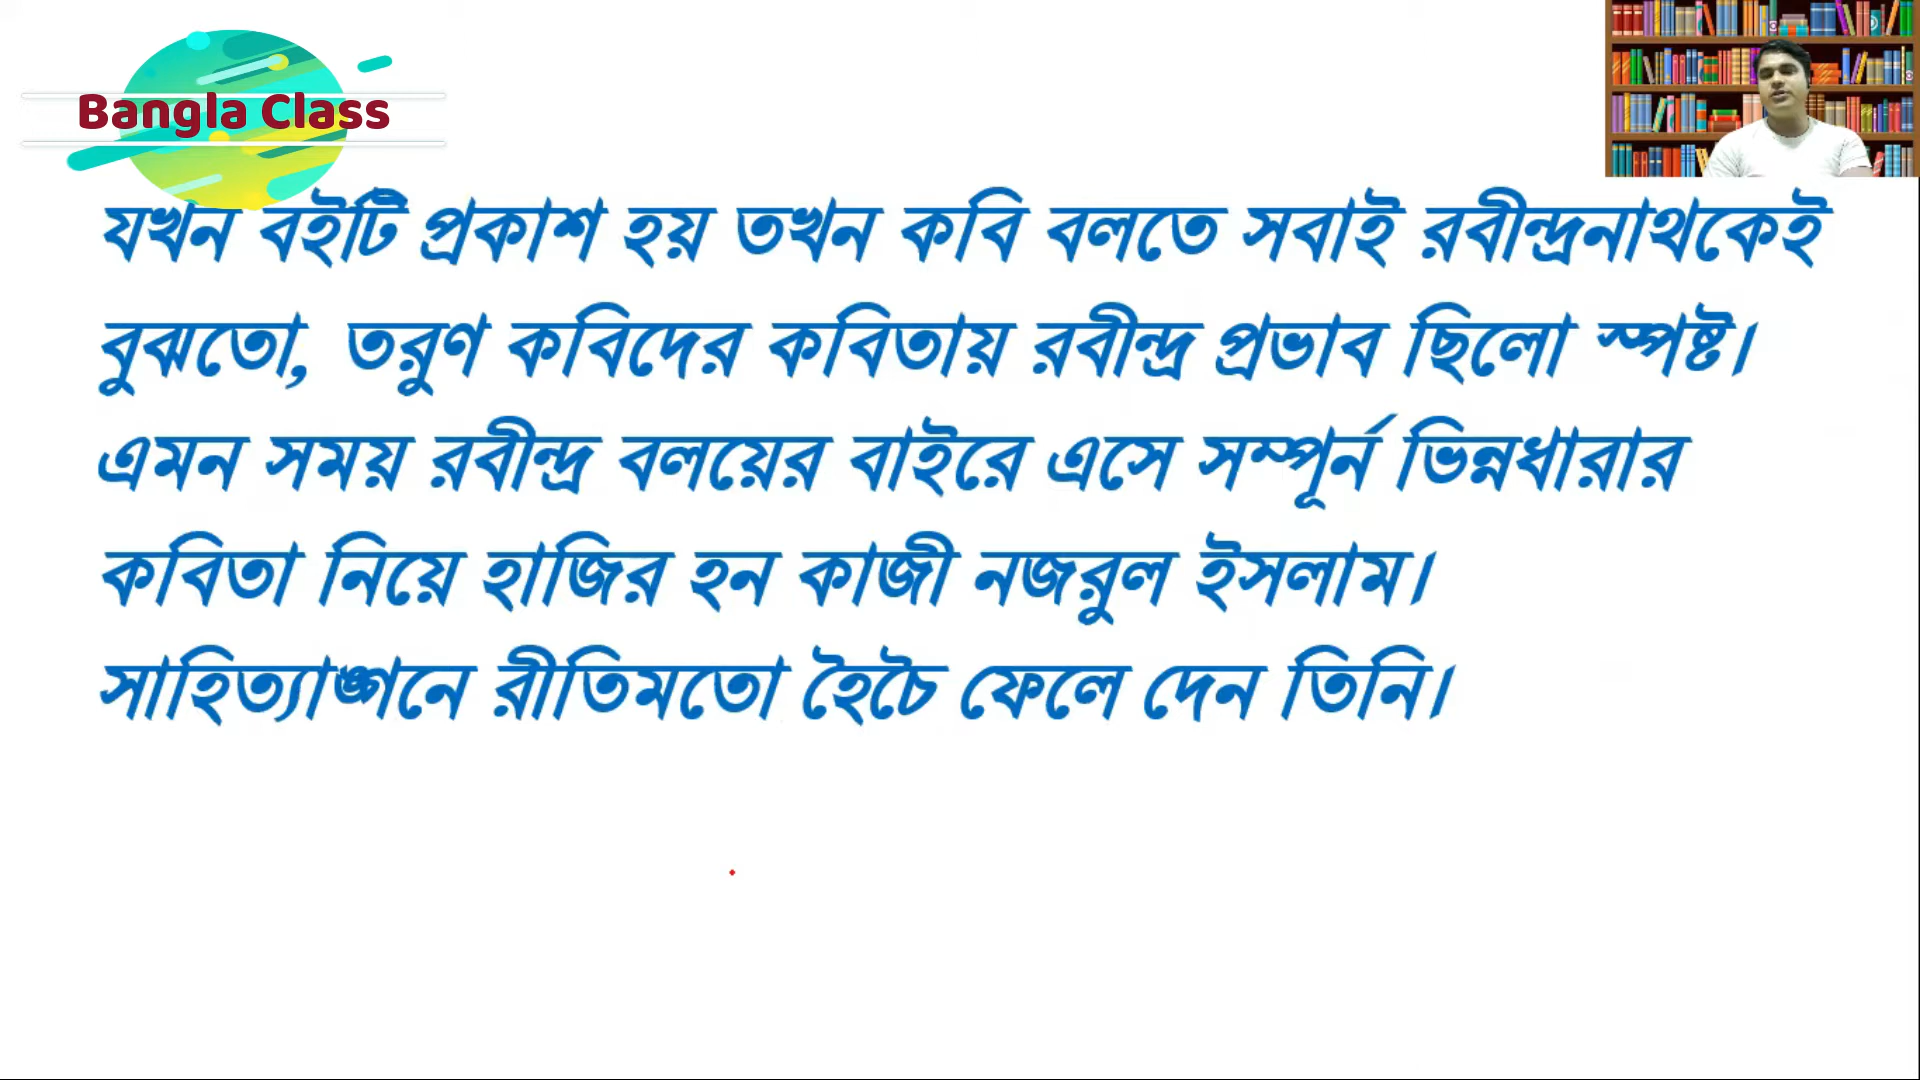 Bangla Class
যখন বইটি প্রকাশ হয় তখন কবি বলতে সবাই রবীন্দ্রনাথকেই
বুঝতো, তরুণ কবিদের কবিতায় রবীন্দ্র প্রভাব ছিলো স্পষ্ট।
এমন সময় রবীন্দ্র বলয়ের বাইরে এসে সম্পূর্ন ভিন্নধারার
কবিতা নিয়ে হাজির হন কাজী নজরুল ইসলাম।
সাহিত্যাঙ্গনে রীতিমতো হৈচৈ ফেলে দেন তিনি।